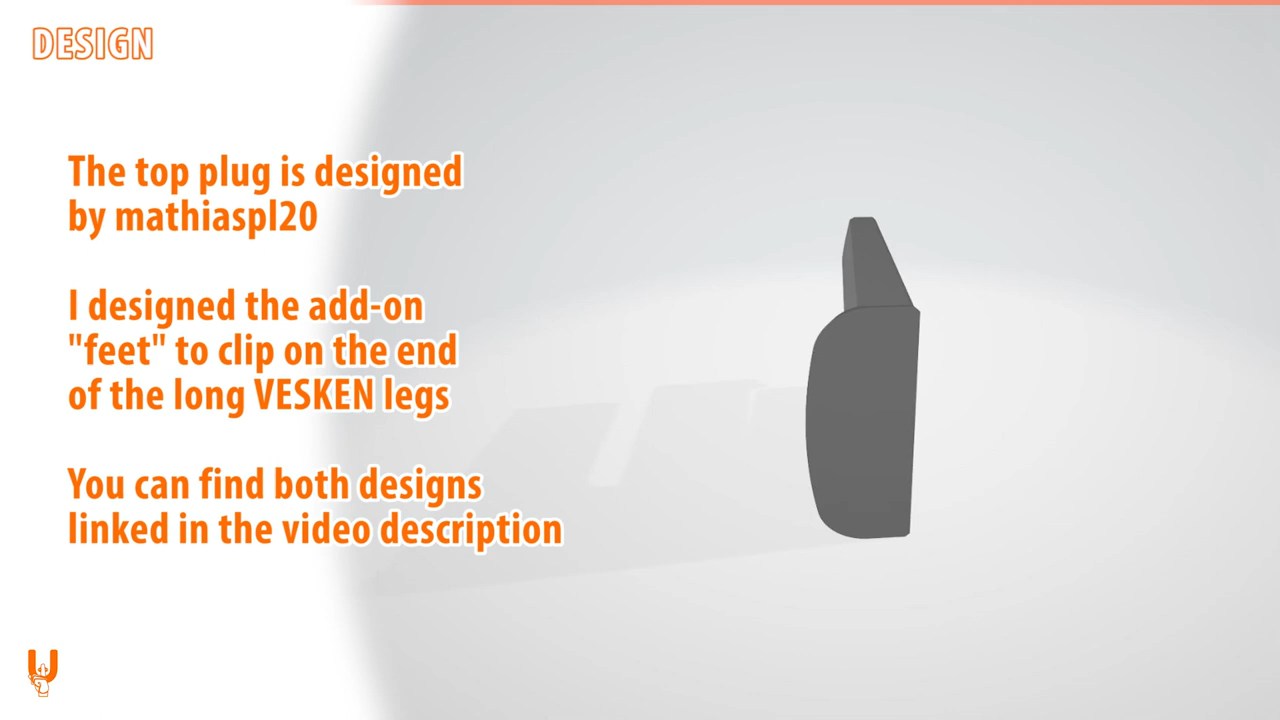 DESIGN
The top plug is designed
by mathiaspl20
I designed the add-on
"feet" to clip on the end
of the long VESKEN legs
You can find both designs
linked in the video description